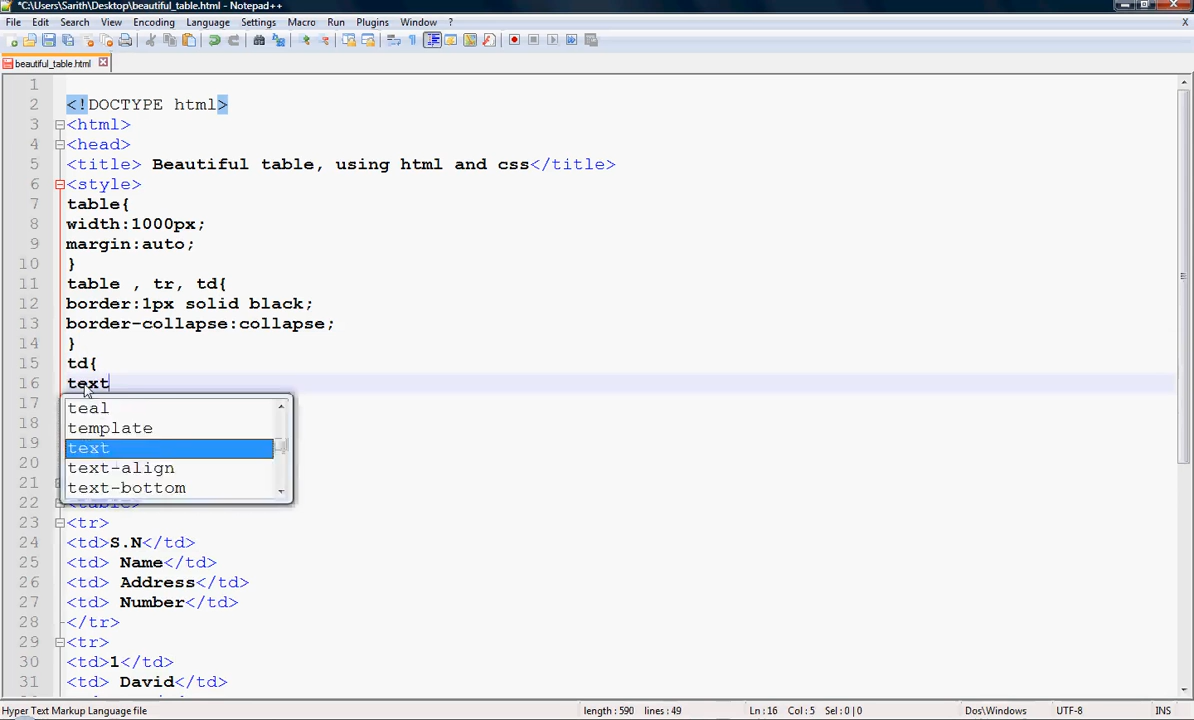 *C:\Users\Sarith\Desktop\beautiful_table.html - Notepad++
File Edit Search View Encoding Language Settings Macro Run Plugins Window ? X
beautiful_table.html
1
2 <!DOCTYPE html>
3 <html>
4 <head>
5 <title> Beautiful table, using html and css</title>
6 <style>
7 table{
8 width:1000px;
9 margin:auto;
10 }
11 table , tr, td{
12 border:1px solid black;
13 border-collapse:collapse;
14 }
15 td{
16 text
17 teal
18 template
19 text
20 text-align
21 text-bottom
22 <table>
23 <tr>
24 <td>S.N</td>
25 <td> Name</td>
26 <td> Address</td>
27 <td> Number</td>
28 </tr>
29 <tr>
30 <td>1</td>
31 <td> David</td>
Hyper Text Markup Language file length : 590 lines : 49 Ln : 16 Col : 5 Sel : 0 | 0 Dos\Windows UTF-8 INS